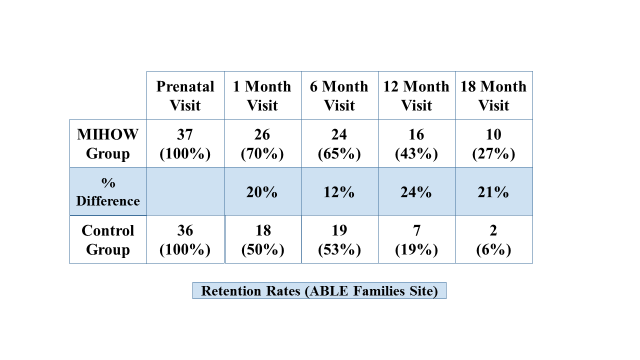 Prenatal Visit
1 Month Visit
6 Month Visit
12 Month Visit
18 Month Visit
MIHOW Group
37 (100%)
26 (70%)
24 (65%)
16 (43%)
10 (27%)
% Difference
20%
12%
24%
21%
Control Group
36 (100%)
18 (50%)
19 (53%)
7 (19%)
2 (6%)
Retention Rates (ABLE Families Site)